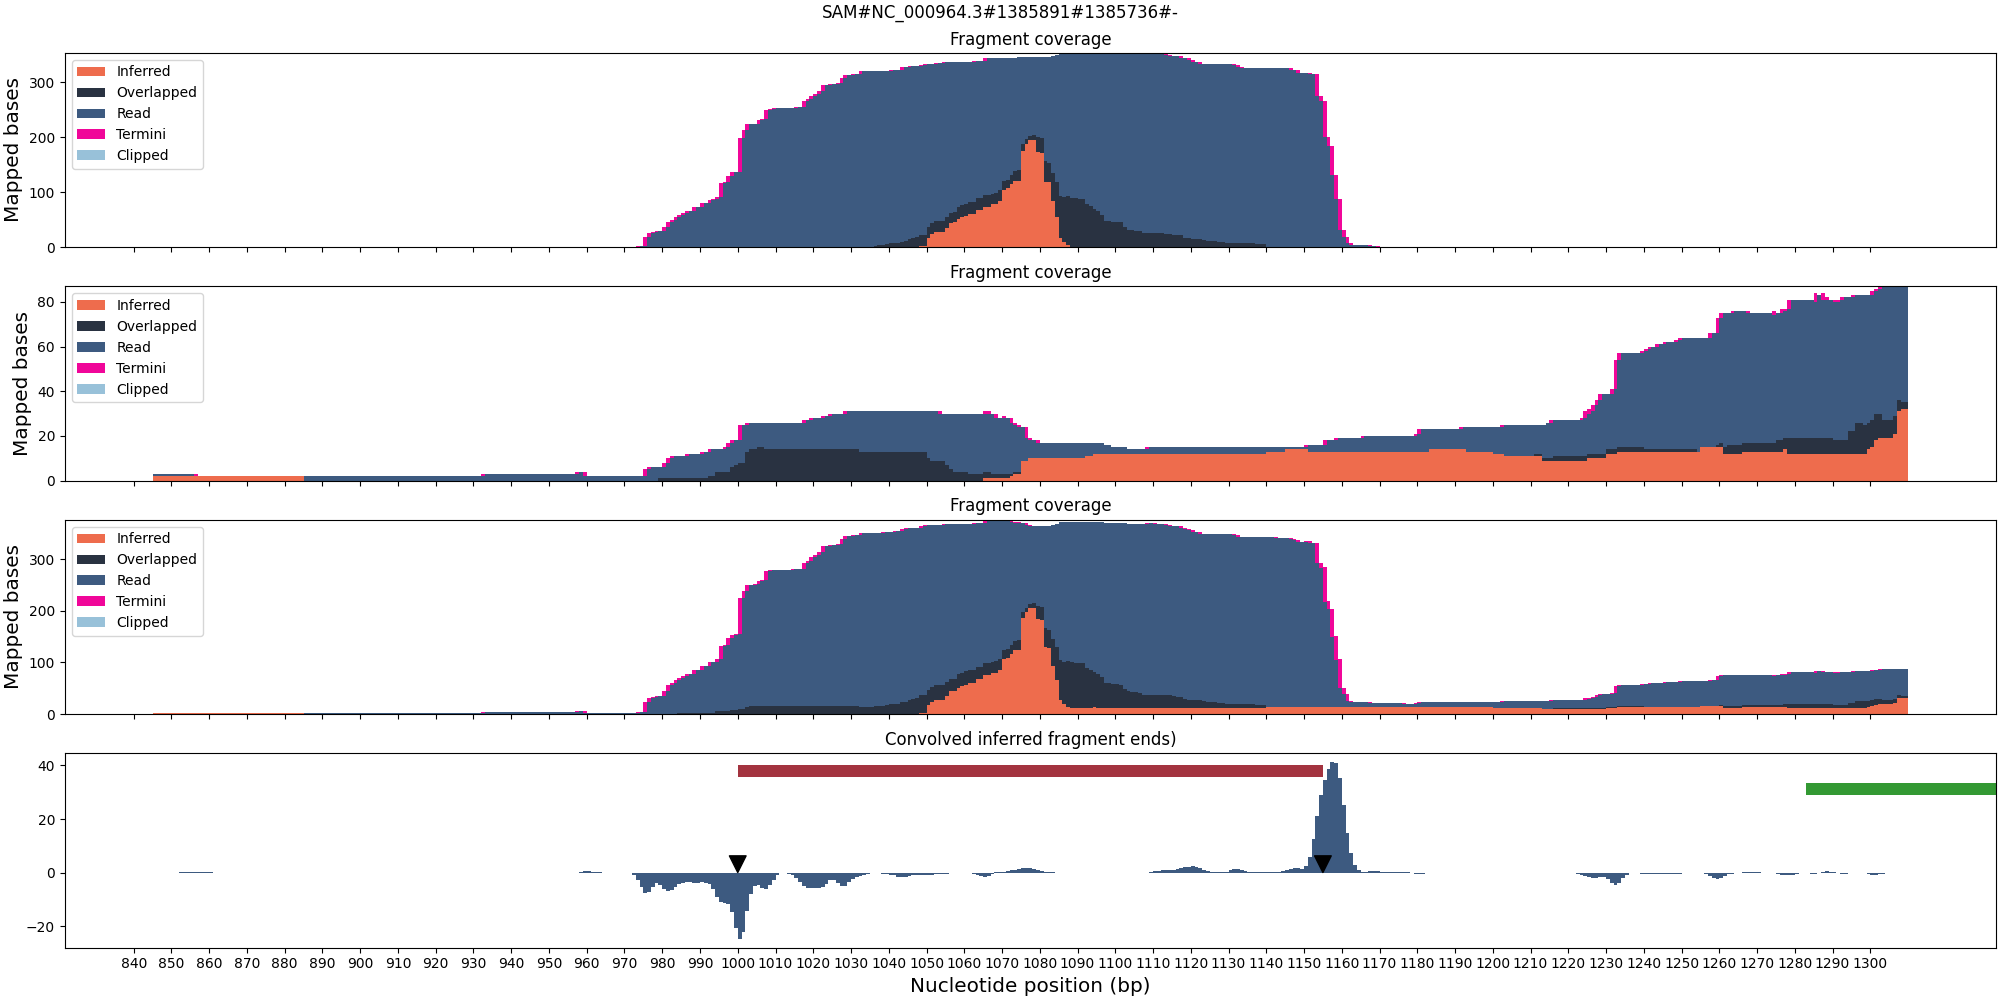 SAM#NC_000964.3#1385891#1385736#-
Fragment coverage
Mapped bases
300
200
100
0
Inferred
Overlapped
Read
Termini
Clipped
Fragment coverage
Mapped bases
80
60
40
20
0
Inferred
Overlapped
Read
Termini
Clipped
Fragment coverage
Mapped bases
300
200
100
0
Inferred
Overlapped
Read
Termini
Clipped
Convolved inferred fragment ends)
40
20
0
−20
840 850 860 870 880 890 900 910 920 930 940 950 960 970 980 990 1000 1010 1020 1030 1040 1050 1060 1070 1080 1090 1100 1110 1120 1130 1140 1150 1160 1170 1180 1190 1200 1210 1220 1230 1240 1250 1260 1270 1280 1290 1300
Nucleotide position (bp)